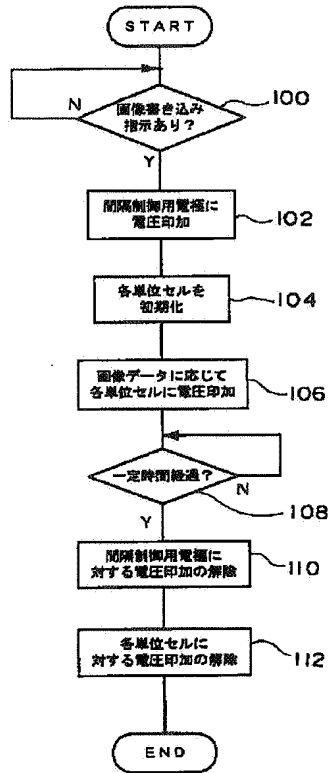 START
画像書き込み
指示あり？
100
N
Y
間隔制御用電極に
電圧印加
102
各単位セルを
初期化
104
画像データに応じて
各単位セルに電圧印加
106
一定時間経過？
N
108
Y
間隔制御用電極に
対する電圧印加の解除
110
各単位セルに
対する電圧印加の解除
112
END